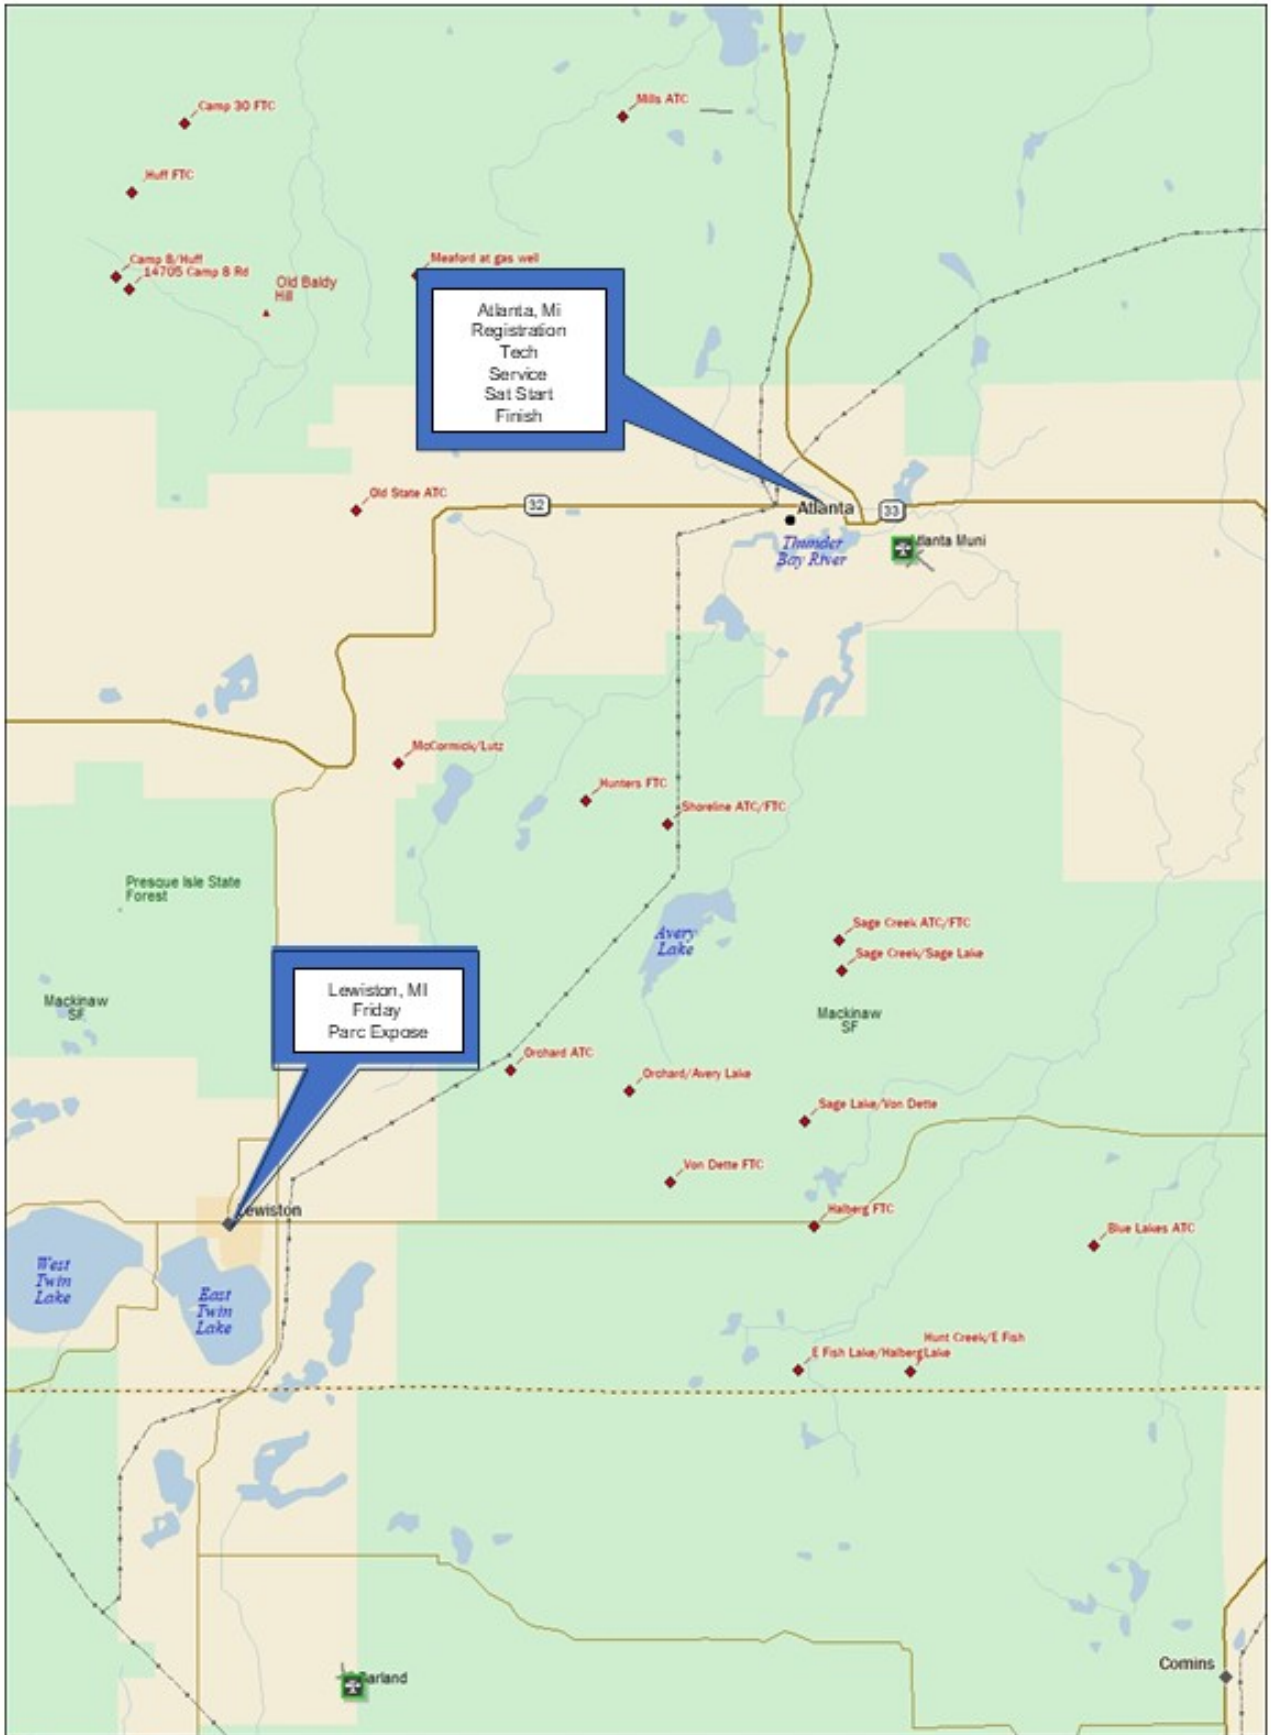 Camp 30 FTC
Mills ATC
Huff FTC
Camp 8/Huff
14705 Camp 8 Rd
Old Baldy
Hill
Meaford at gas well
Atlanta, Mi
Registration
Tech
Service
Sat Start
Finish
Old State ATC
32
Atlanta
33
Thunder
Bay River
tlanta Muni
McCormick/Lutz
Hunters FTC
Shoreline ATC/FTC
Presque Isle State
Forest
Avery
Lake
Sage Creek ATC/FTC
Sage Creek/Sage Lake
Mackinaw
SF
Lewiston, MI
Friday
Parc Expose
Mackinaw
SF
Orchard ATC
Orchard/Avery Lake
Sage Lake/Von Dette
Von Dette FTC
Lewiston
Halberg FTC
Blue Lakes ATC
West
Twin
Lake
East
Twin
Lake
Hunt Creek/E Fish
E Fish Lake/Halberg Lake
Comins
arland